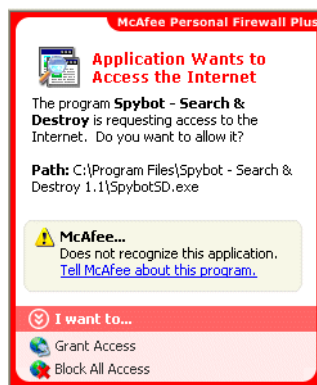 McAfee Personal Firewall Plus
Application Wants to
Access the Internet
The program Spybot - Search &
Destroy is requesting access to the
Internet. Do you want to allow it?
Path: C:\Program Files\Spybot - Search &
Destroy 1.1\SpybotSD.exe
McAfee...
Does not recognize this application.
Tell McAfee about this program.
I want to...
Grant Access
Block All Access